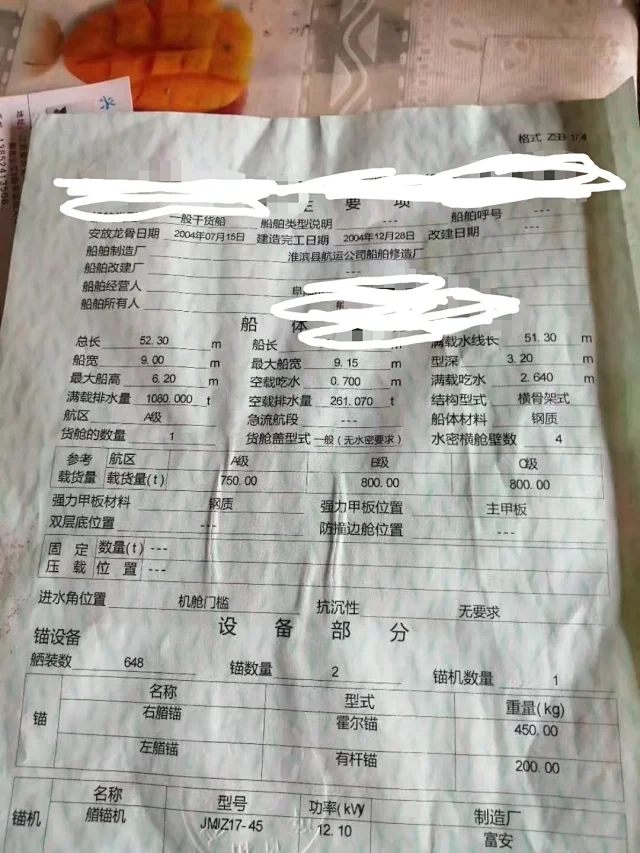 格式 ZSB 1/4
主 要 项
一般干货船 船舶类型说明 --- 船舶呼号 ---
安放龙骨日期 2004年07月15日 建造完工日期 2004年12月28日 改建日期 ---
船舶制造厂 淮滨县航运公司船舶修造厂
船舶改建厂 ---
船舶经营人
船舶所有人
船 体
总长 52.30 m 船长 m 满载水线长 51.30 m
船宽 9.00 m 最大船宽 9.15 m 型深 3.20 m
最大船高 6.20 m 空载吃水 0.700 m 满载吃水 2.640 m
满载排水量 1080.000 t 空载排水量 261.070 t 结构型式 横骨架式
航区 A级 急流航段 --- 船体材料 钢质
货舱的数量 1 货舱盖型式 一般（无水密要求） 水密横舱壁数 4
参考 航区 A级 B级 C级
载货量 载货量(t) 750.00 800.00 800.00
强力甲板材料 钢质 强力甲板位置 主甲板
双层底位置 --- 防撞边舱位置 ---
固定 数量(t) ---
压载 位置 ---
进水角位置 机舱门槛 抗沉性 无要求
设 备 部 分
锚设备
舾装数 648 锚数量 2 锚机数量 1
名称 型式 重量(kg)
锚 右艏锚 霍尔锚 450.00
左艏锚 有杆锚 200.00
名称 型号 功率(kW) 制造厂
锚机 艏锚机 JMIZ17-45 12.10 富安